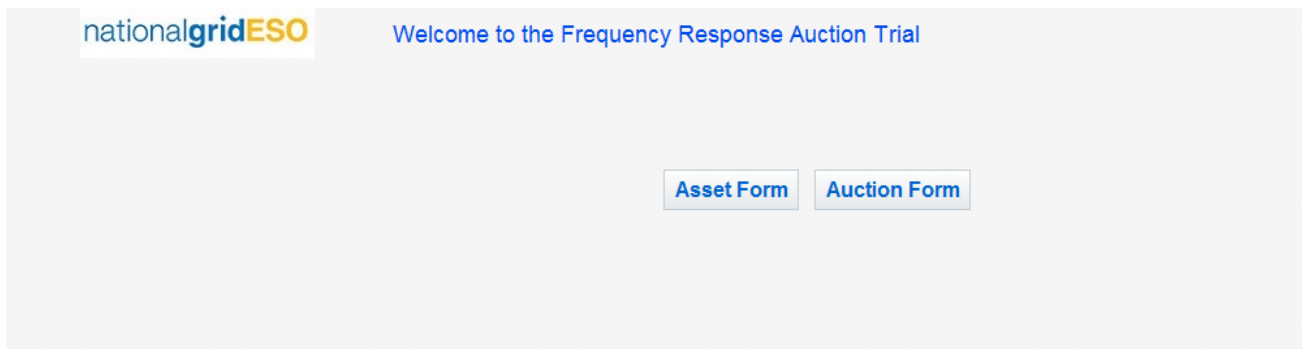 nationalgridESO Welcome to the Frequency Response Auction Trial
Asset Form Auction Form